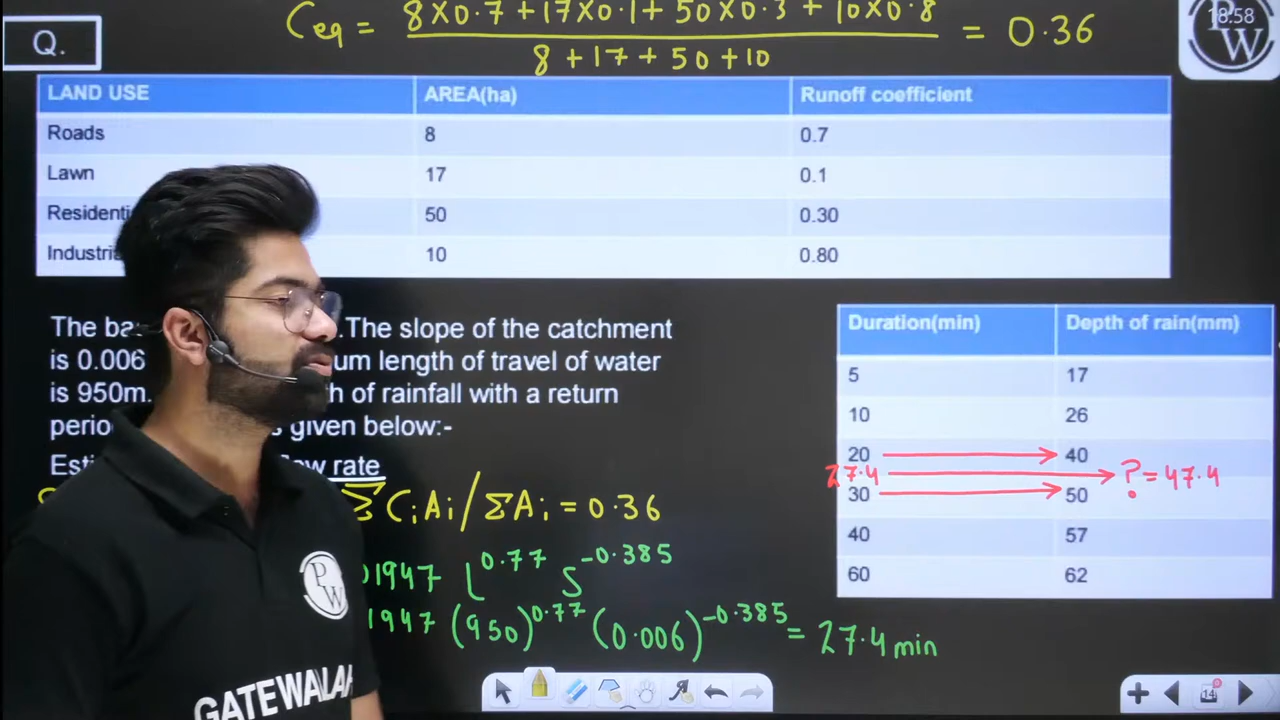 Ceq = 8×0.7 + 17×0.1 + 50×0.3 + 10×0.8 / 8 + 17 + 50 + 10 = 0.36
18:58
PW
Q.
LAND USE AREA(ha) Runoff coefficient
Roads 8 0.7
Lawn 17 0.1
Residenti 50 0.30
Industri 10 0.80
The ba .The slope of the catchment
is 0.006 um length of travel of water
is 950m. h of rainfall with a return
perio s given below:-
Esti ow rate
Σ CiAi / ΣAi = 0.36
1947 L^0.77 S^-0.385
1947 (950)^0.77 (0.006)^-0.385 = 27.4 min
Duration(min) Depth of rain(mm)
5 17
10 26
20 → 40
27.4 → ? = 47.4
30 → 50
40 57
60 62
PW
GATEWALAH
14